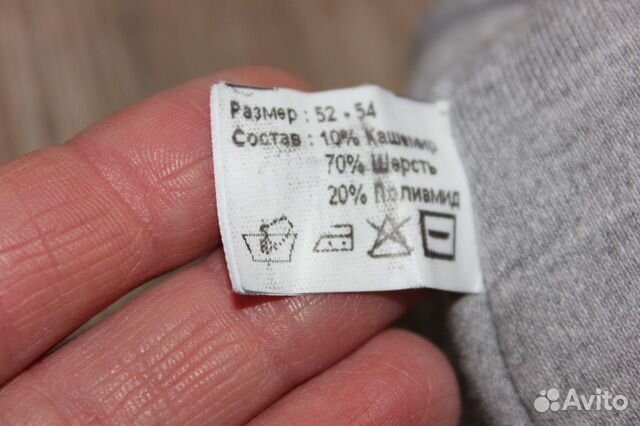 Размер : 52 - 54
Состав : 10% Кашемир
70% Шерсть
20% Полиамид
Avito